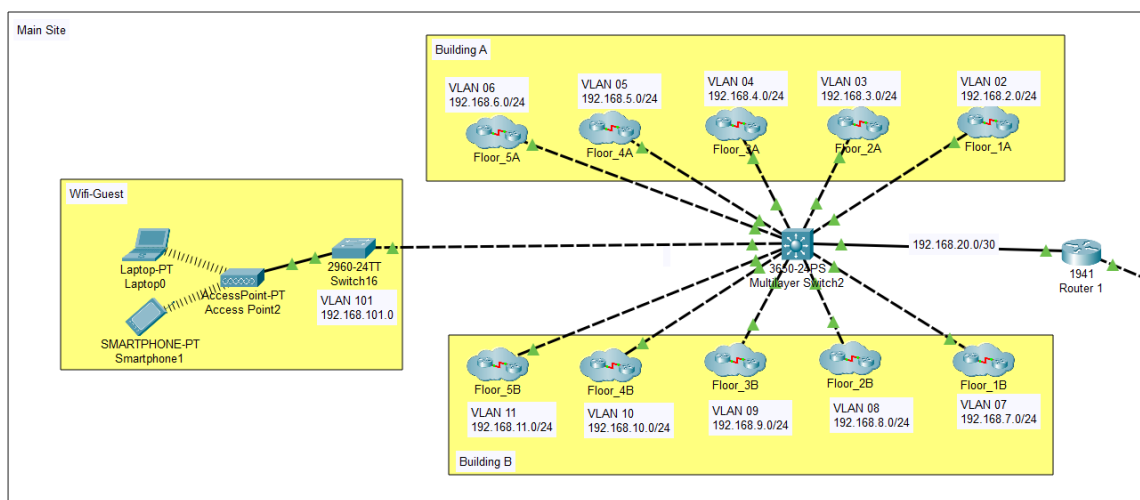 Main Site
Building A
VLAN 06
192.168.6.0/24
Floor_5A
VLAN 05
192.168.5.0/24
Floor_4A
VLAN 04
192.168.4.0/24
Floor_3A
VLAN 03
192.168.3.0/24
Floor_2A
VLAN 02
192.168.2.0/24
Floor_1A
Wifi-Guest
Laptop-PT
Laptop0
SMARTPHONE-PT
Smartphone1
AccessPoint-PT
Access Point2
2960-24TT
Switch16
VLAN 101
192.168.101.0
3650-24PS
Multilayer Switch2
192.168.20.0/30
1941
Router 1
Floor_5B
VLAN 11
192.168.11.0/24
Floor_4B
VLAN 10
192.168.10.0/24
Floor_3B
VLAN 09
192.168.9.0/24
Floor_2B
VLAN 08
192.168.8.0/24
Floor_1B
VLAN 07
192.168.7.0/24
Building B